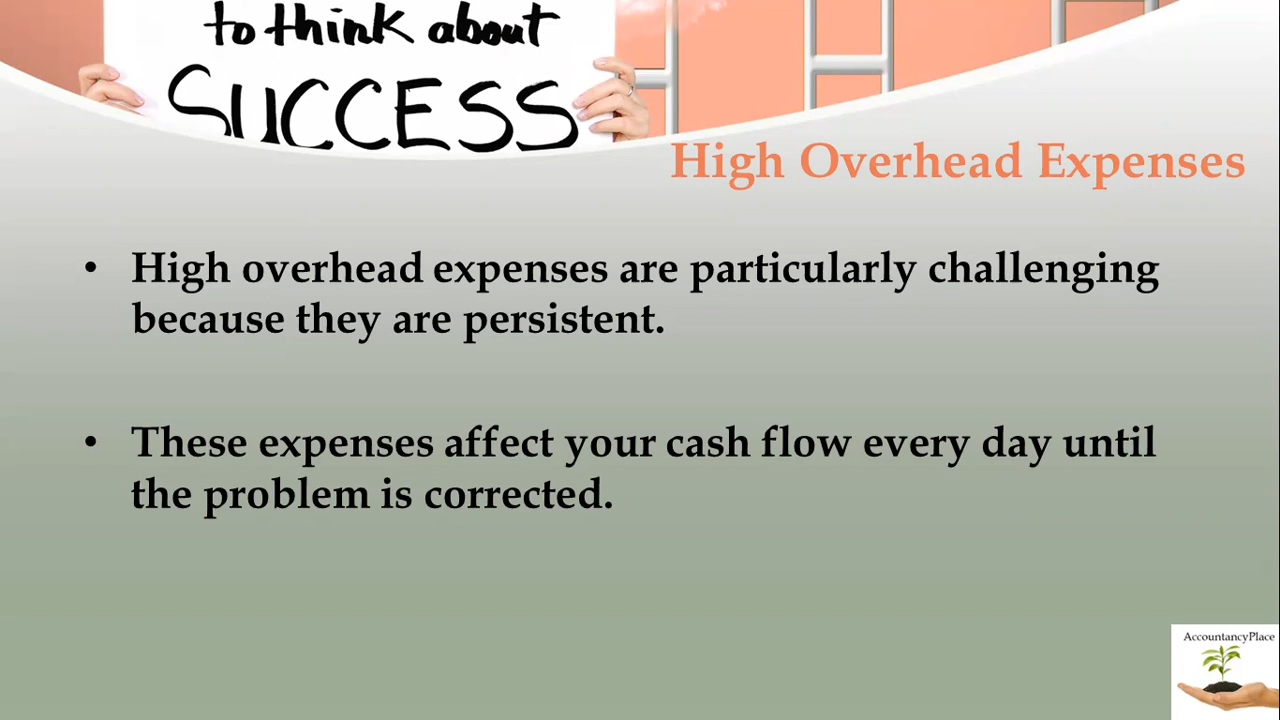 to think about
SUCCESS
High Overhead Expenses
• High overhead expenses are particularly challenging
because they are persistent.
• These expenses affect your cash flow every day until
the problem is corrected.
AccountancyPlace